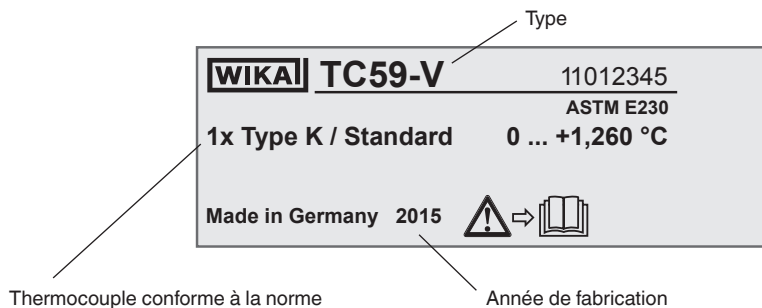 Type
WIKA TC59-V 11012345
ASTM E230
1x Type K / Standard 0 ... +1,260 °C
Made in Germany 2015
Thermocouple conforme à la norme
Année de fabrication